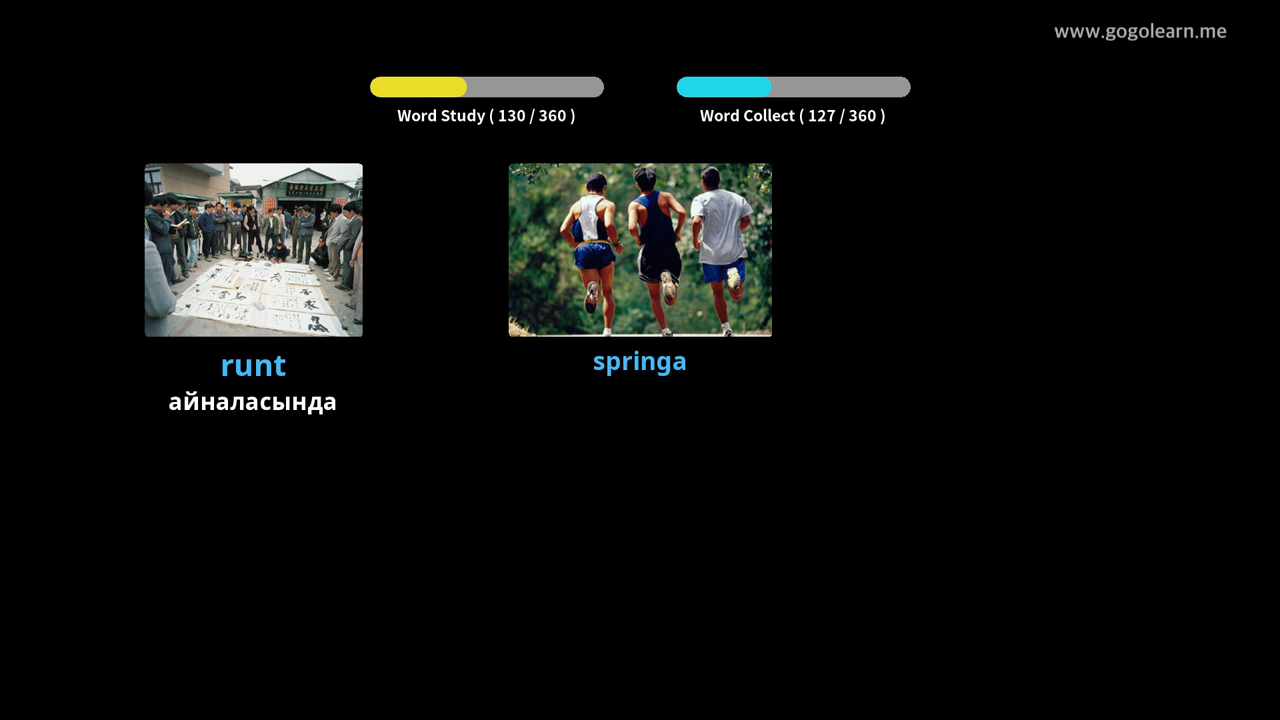 www.gogolearn.me
Word Study ( 130 / 360 )
Word Collect ( 127 / 360 )
runt
айналасында
springa